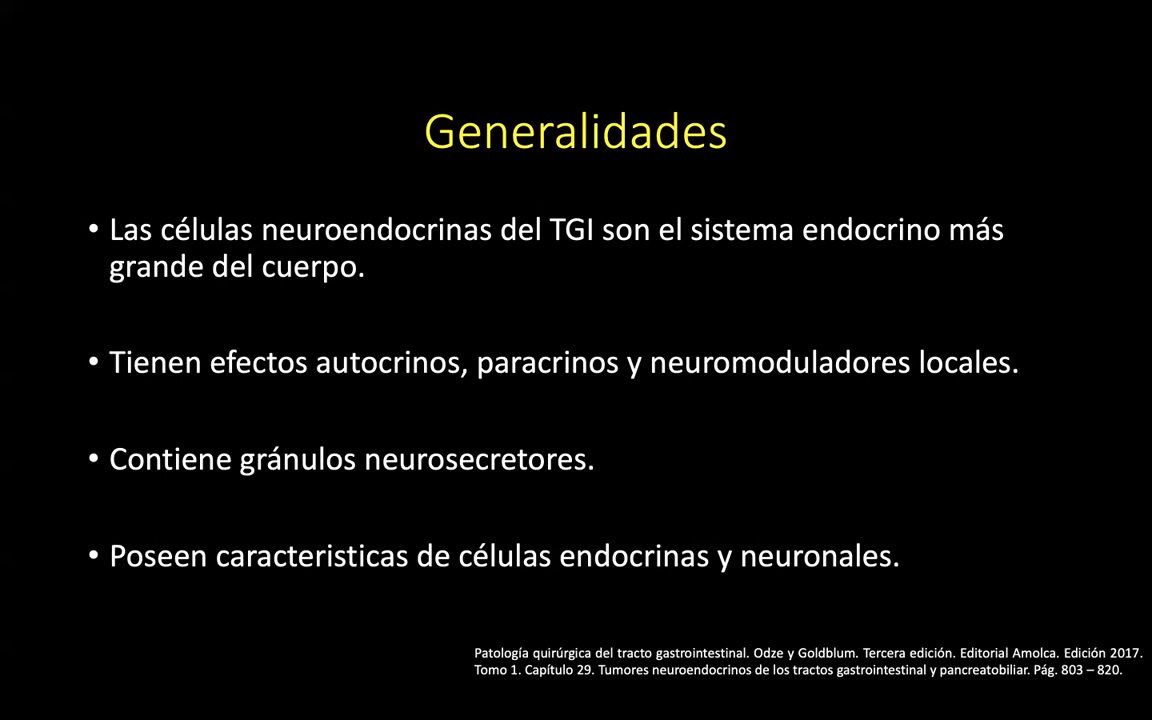 Generalidades
• Las células neuroendocrinas del TGI son el sistema endocrino más
grande del cuerpo.
• Tienen efectos autocrinos, paracrinos y neuromoduladores locales.
• Contiene gránulos neurosecretores.
• Poseen caracteristicas de células endocrinas y neuronales.
Patología quirúrgica del tracto gastrointestinal. Odze y Goldblum. Tercera edición. Editorial Amolca. Edición 2017.
Tomo 1. Capítulo 29. Tumores neuroendocrinos de los tractos gastrointestinal y pancreatobiliar. Pág. 803 – 820.